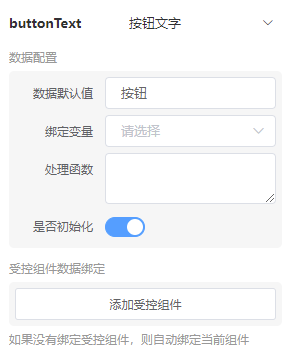 buttonText 按钮文字
数据配置
数据默认值 按钮
绑定变量 请选择
处理函数
是否初始化
受控组件数据绑定
添加受控组件
如果没有绑定受控组件，则自动绑定当前组件